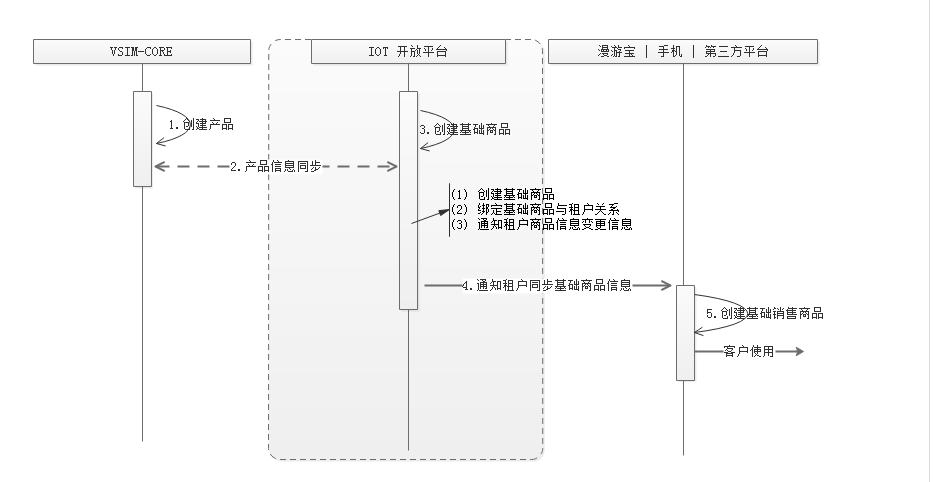 VSIM-CORE
IOT 开放平台
漫游宝 | 手机 | 第三方平台
1.创建产品
3.创建基础商品
2.产品信息同步
(1) 创建基础商品
(2) 绑定基础商品与租户关系
(3) 通知租户商品信息变更信息
4.通知租户同步基础商品信息
5.创建基础销售商品
客户使用